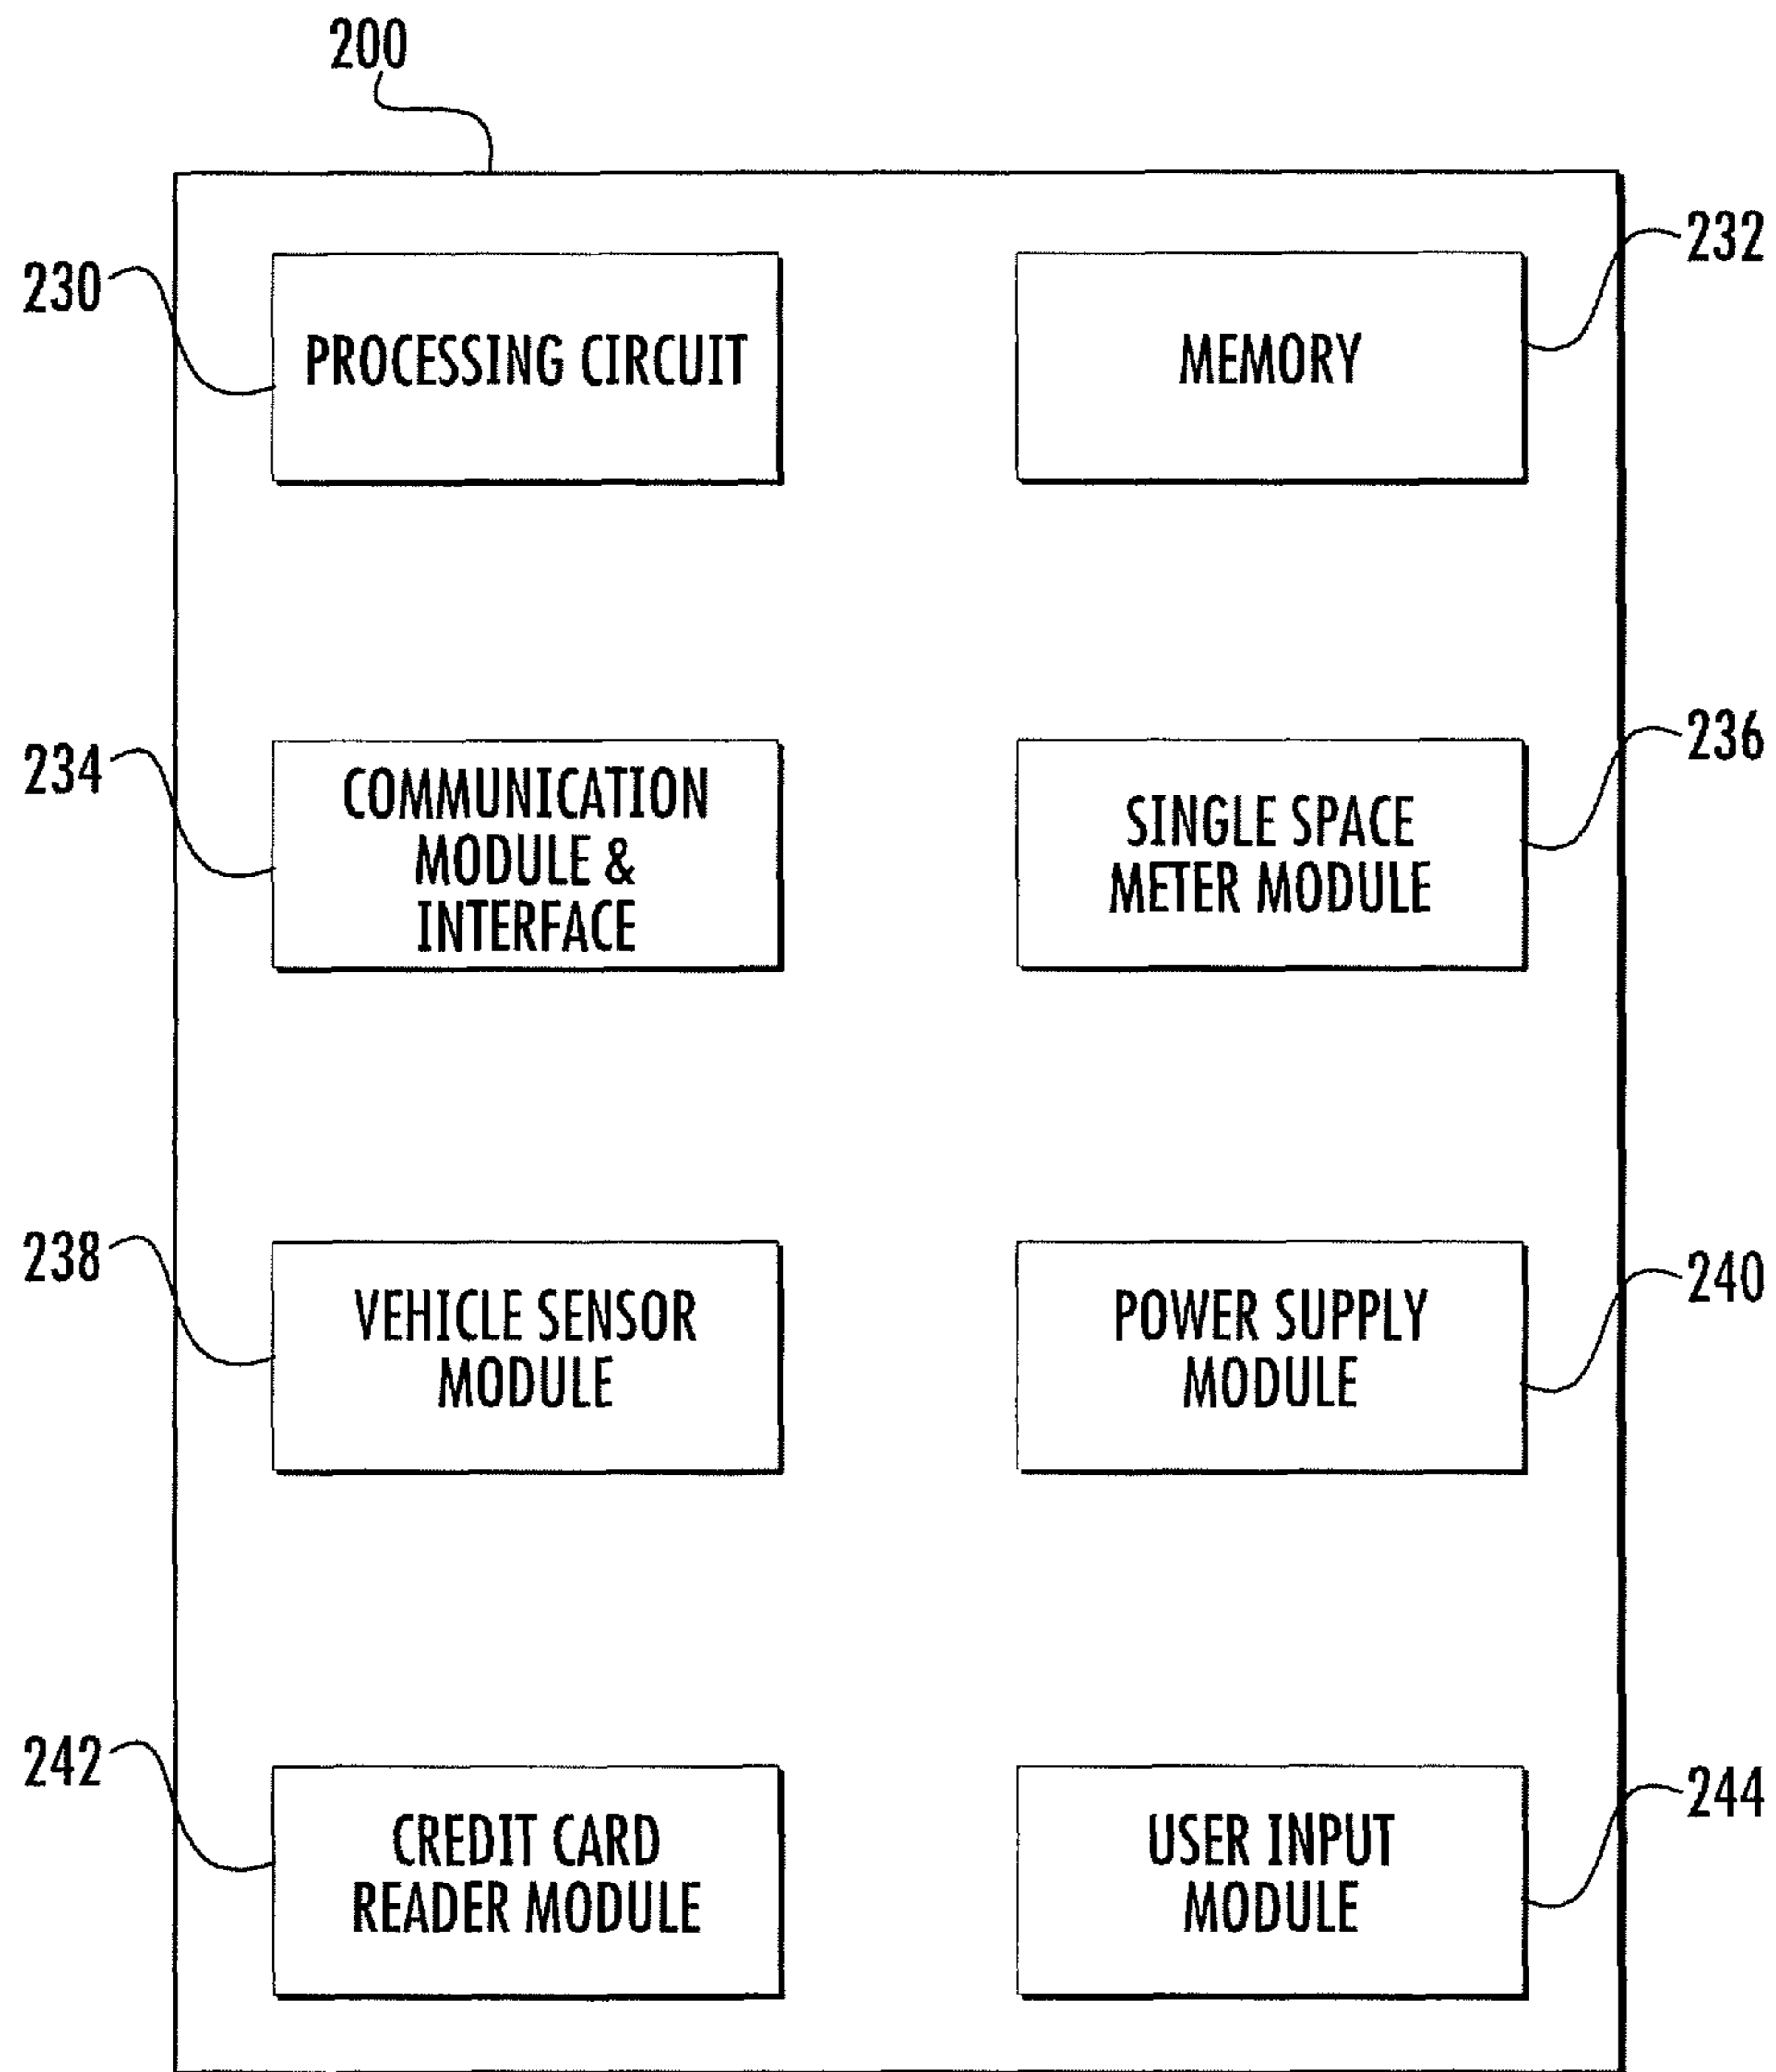 200
230
PROCESSING CIRCUIT
MEMORY
232
234
COMMUNICATION
MODULE &
INTERFACE
SINGLE SPACE
METER MODULE
236
238
VEHICLE SENSOR
MODULE
POWER SUPPLY
MODULE
240
242
CREDIT CARD
READER MODULE
USER INPUT
MODULE
244